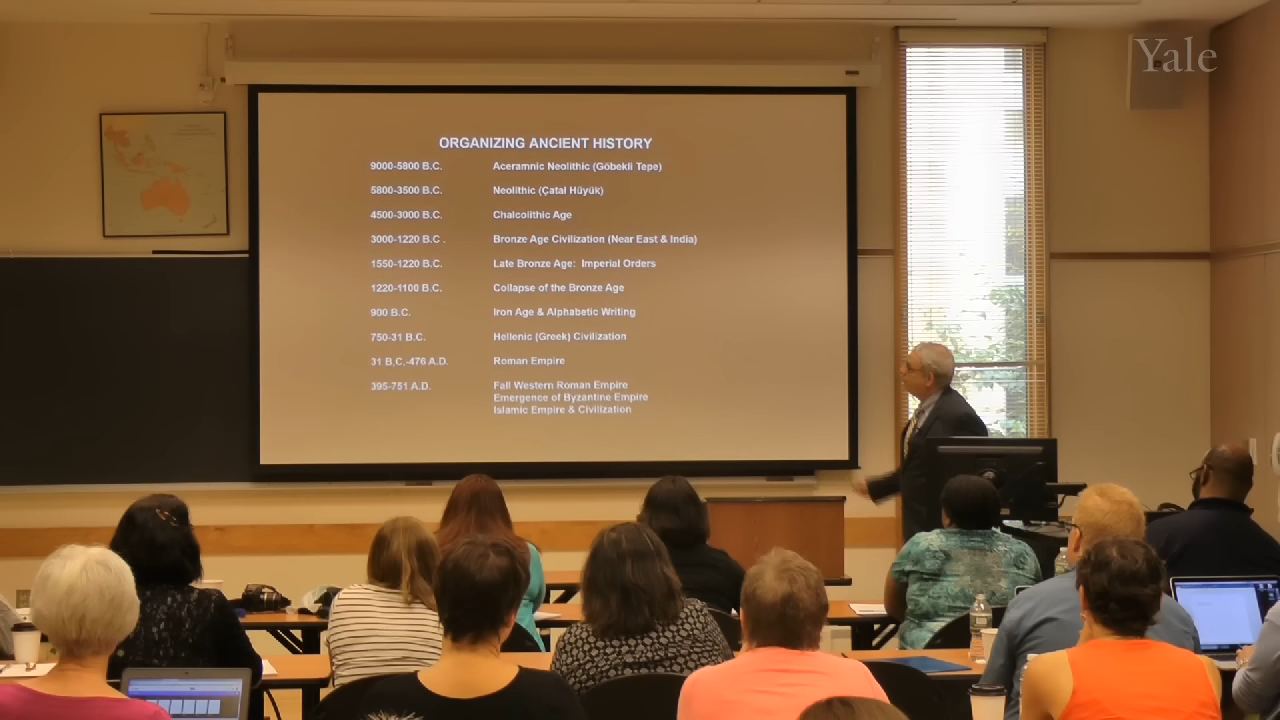 Yale
ORGANIZING ANCIENT HISTORY
9000-5800 B.C. Aceramnic Neolithic (Göbekli Tepe)
5800-3500 B.C. Neolithic (Çatal Hüyük)
4500-3000 B.C. Chalcolithic Age
3000-1220 B.C . Bronze Age Civilization (Near East & India)
1550-1220 B.C. Late Bronze Age: Imperial Orders
1220-1100 B.C. Collapse of the Bronze Age
900 B.C. Iron Age & Alphabetic Writing
750-31 B.C. Hellenic (Greek) Civilization
31 B,C,-476 A.D. Roman Empire
395-751 A.D. Fall Western Roman Empire
Emergence of Byzantine Empire
Islamic Empire & Civilization